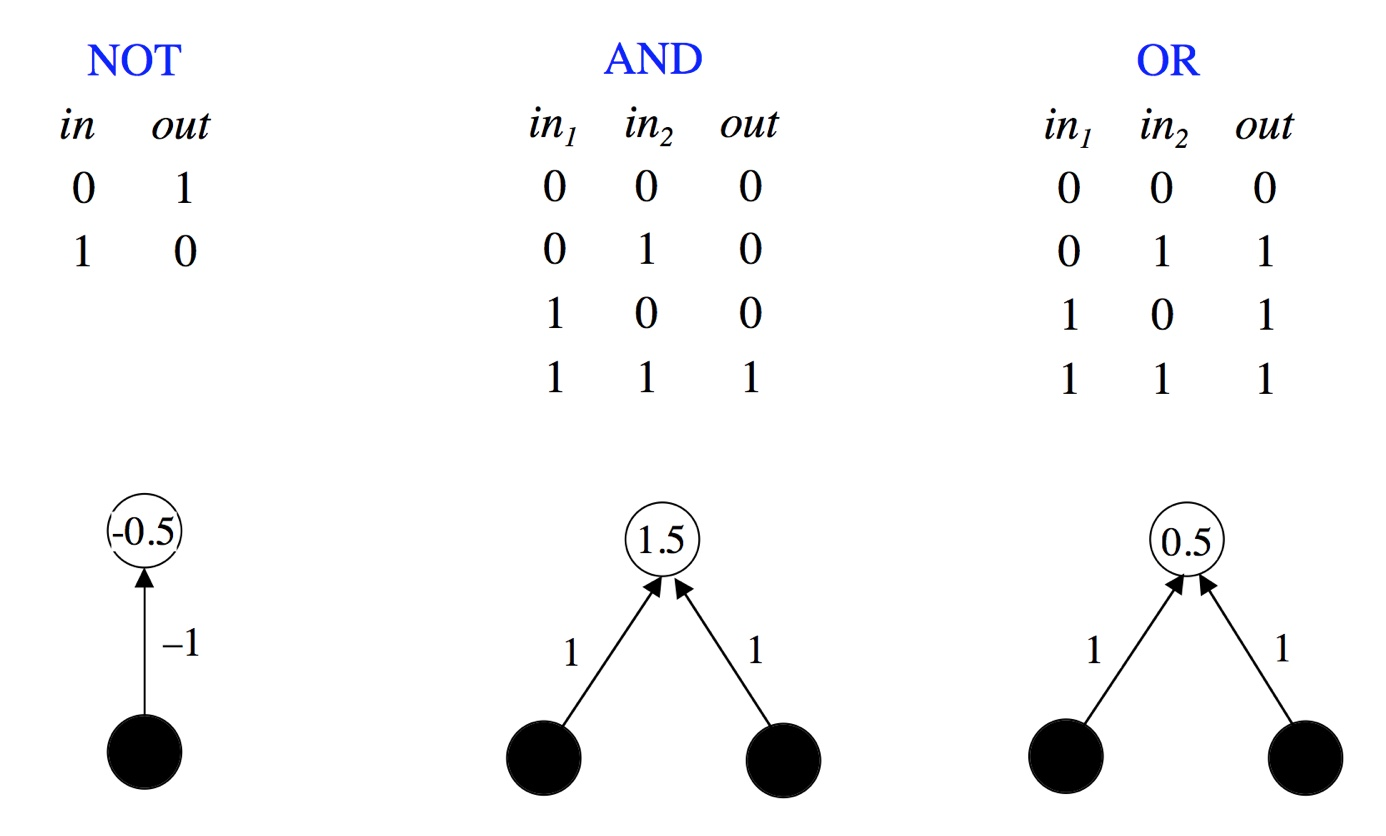 NOT
in out
0 1
1 0
AND
in1 in2 out
0 0 0
0 1 0
1 0 0
1 1 1
OR
in1 in2 out
0 0 0
0 1 1
1 0 1
1 1 1
-0.5
–1
1.5
1 1
0.5
1 1